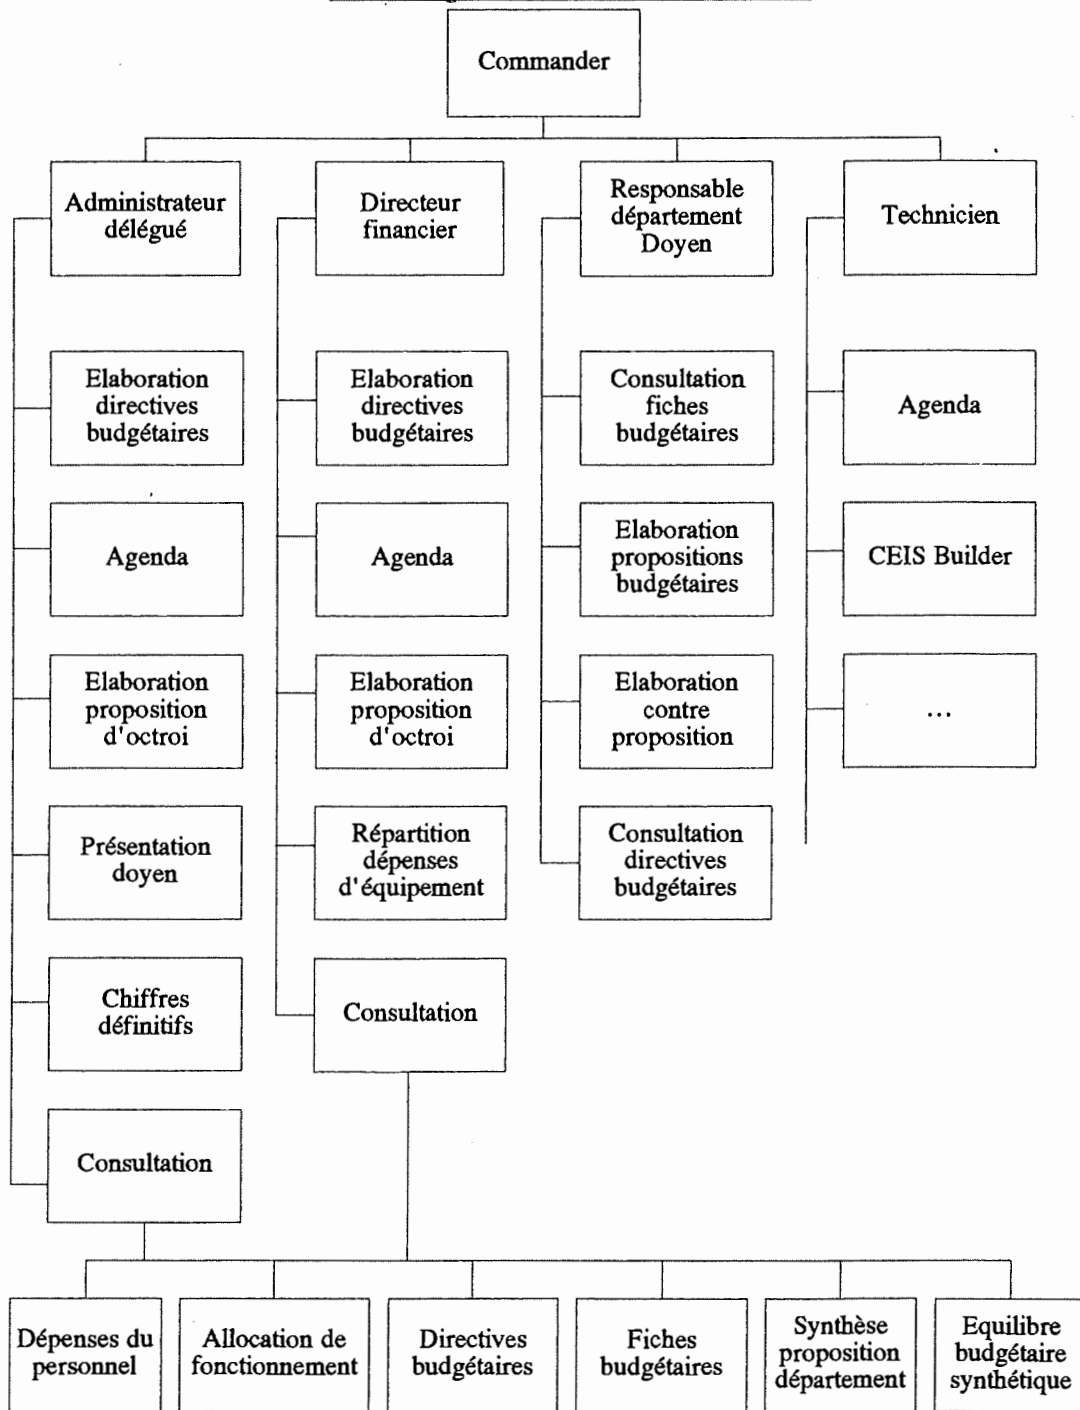 Commander
Administrateur
délégué
Directeur
financier
Responsable
département
Doyen
Technicien
Elaboration
directives
budgétaires
Elaboration
directives
budgétaires
Consultation
fiches
budgétaires
Agenda
Agenda
Agenda
Elaboration
propositions
budgétaires
CEIS Builder
Elaboration
proposition
d'octroi
Elaboration
proposition
d'octroi
Elaboration
contre
proposition
...
Présentation
doyen
Répartition
dépenses
d'équipement
Consultation
directives
budgétaires
Chiffres
définitifs
Consultation
Consultation
Dépenses du
personnel
Allocation de
fonctionnement
Directives
budgétaires
Fiches
budgétaires
Synthèse
proposition
département
Equilibre
budgétaire
synthétique